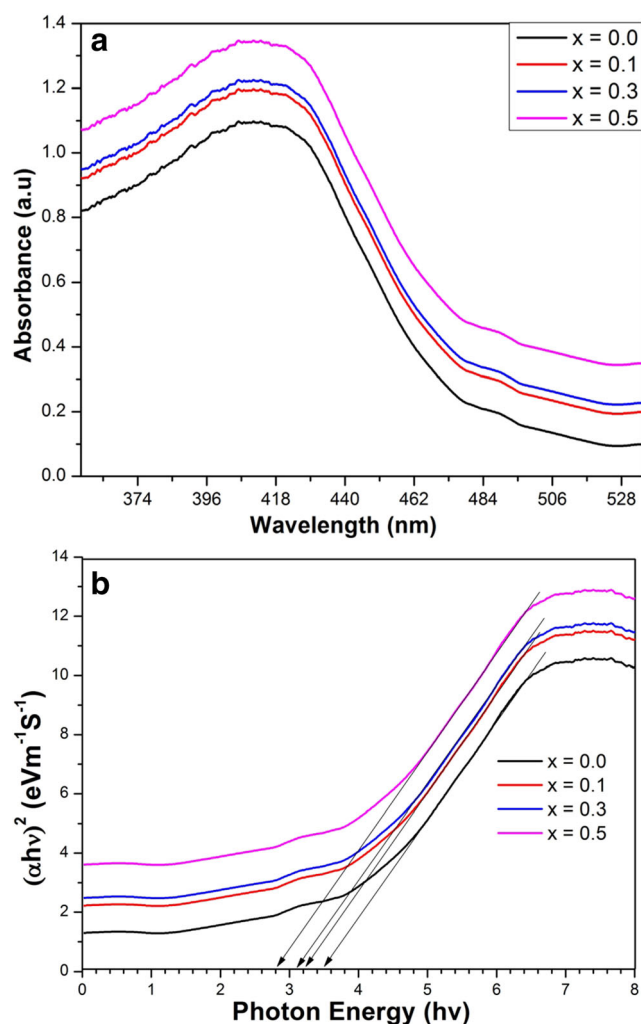 a
x = 0.0
x = 0.1
x = 0.3
x = 0.5
1.4
1.2
1.0
0.8
0.6
0.4
0.2
0.0
Absorbance (a.u)
374 396 418 440 462 484 506 528
Wavelength (nm)
b
14
12
10
8
6
4
2
0
(αhυ)² (eVm⁻¹S⁻¹)
x = 0.0
x = 0.1
x = 0.3
x = 0.5
0 1 2 3 4 5 6 7 8
Photon Energy (hν)